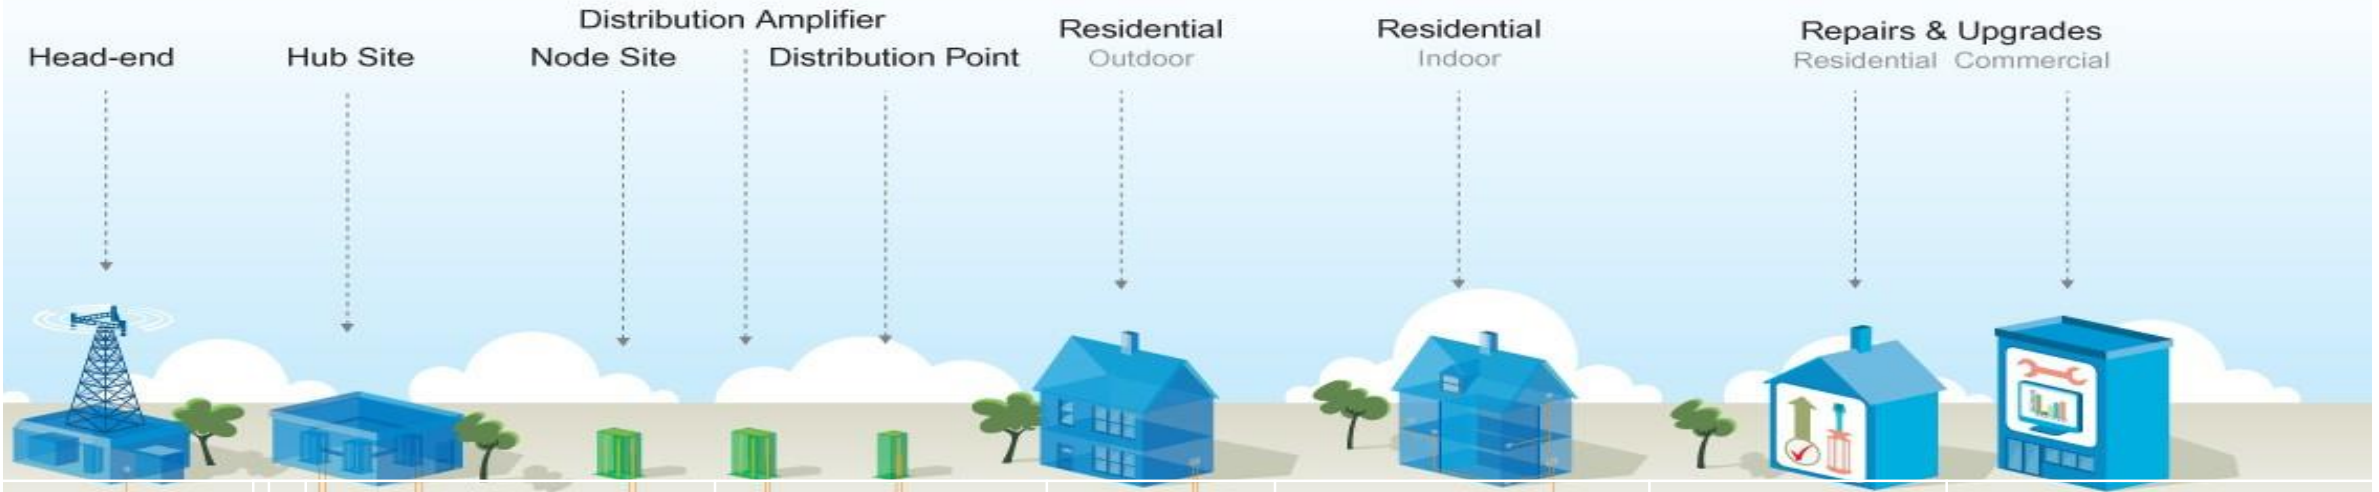 Head-end
Hub Site
Distribution Amplifier
Node Site
Distribution Point
Residential
Outdoor
Residential
Indoor
Repairs & Upgrades
Residential Commercial